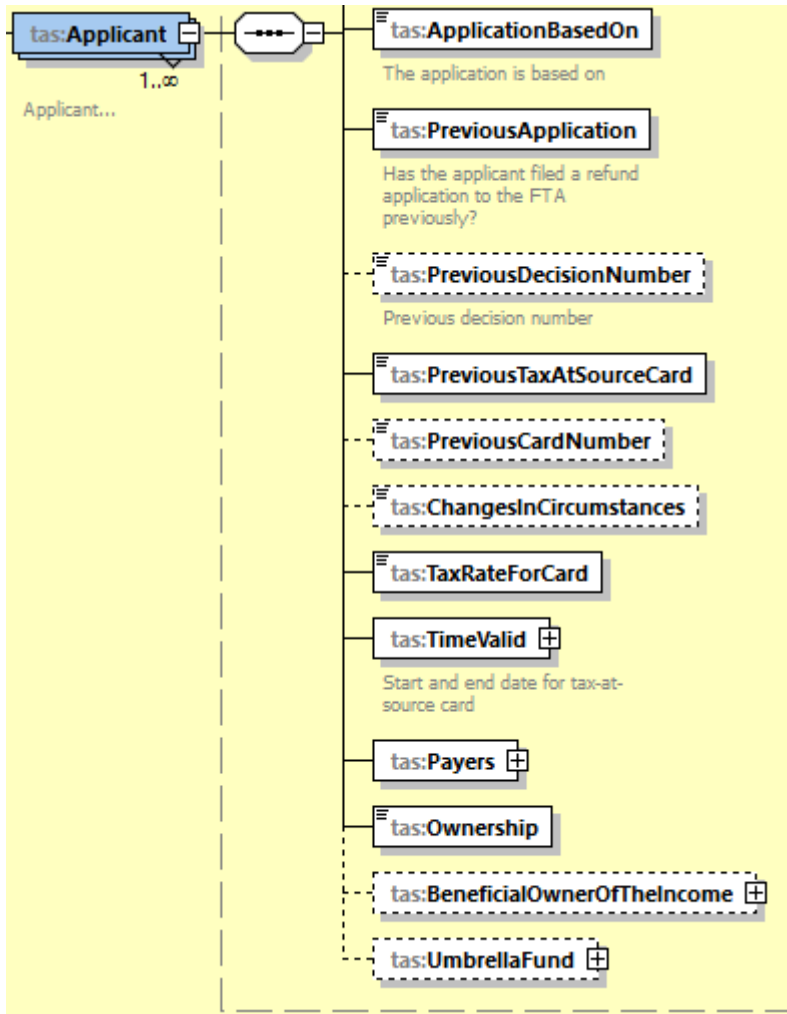 tas:Applicant
1..∞
Applicant...
tas:ApplicationBasedOn
The application is based on
tas:PreviousApplication
Has the applicant filed a refund
application to the FTA
previously?
tas:PreviousDecisionNumber
Previous decision number
tas:PreviousTaxAtSourceCard
tas:PreviousCardNumber
tas:ChangesInCircumstances
tas:TaxRateForCard
tas:TimeValid
Start and end date for tax-at-
source card
tas:Payers
tas:Ownership
tas:BeneficialOwnerOfTheIncome
tas:UmbrellaFund